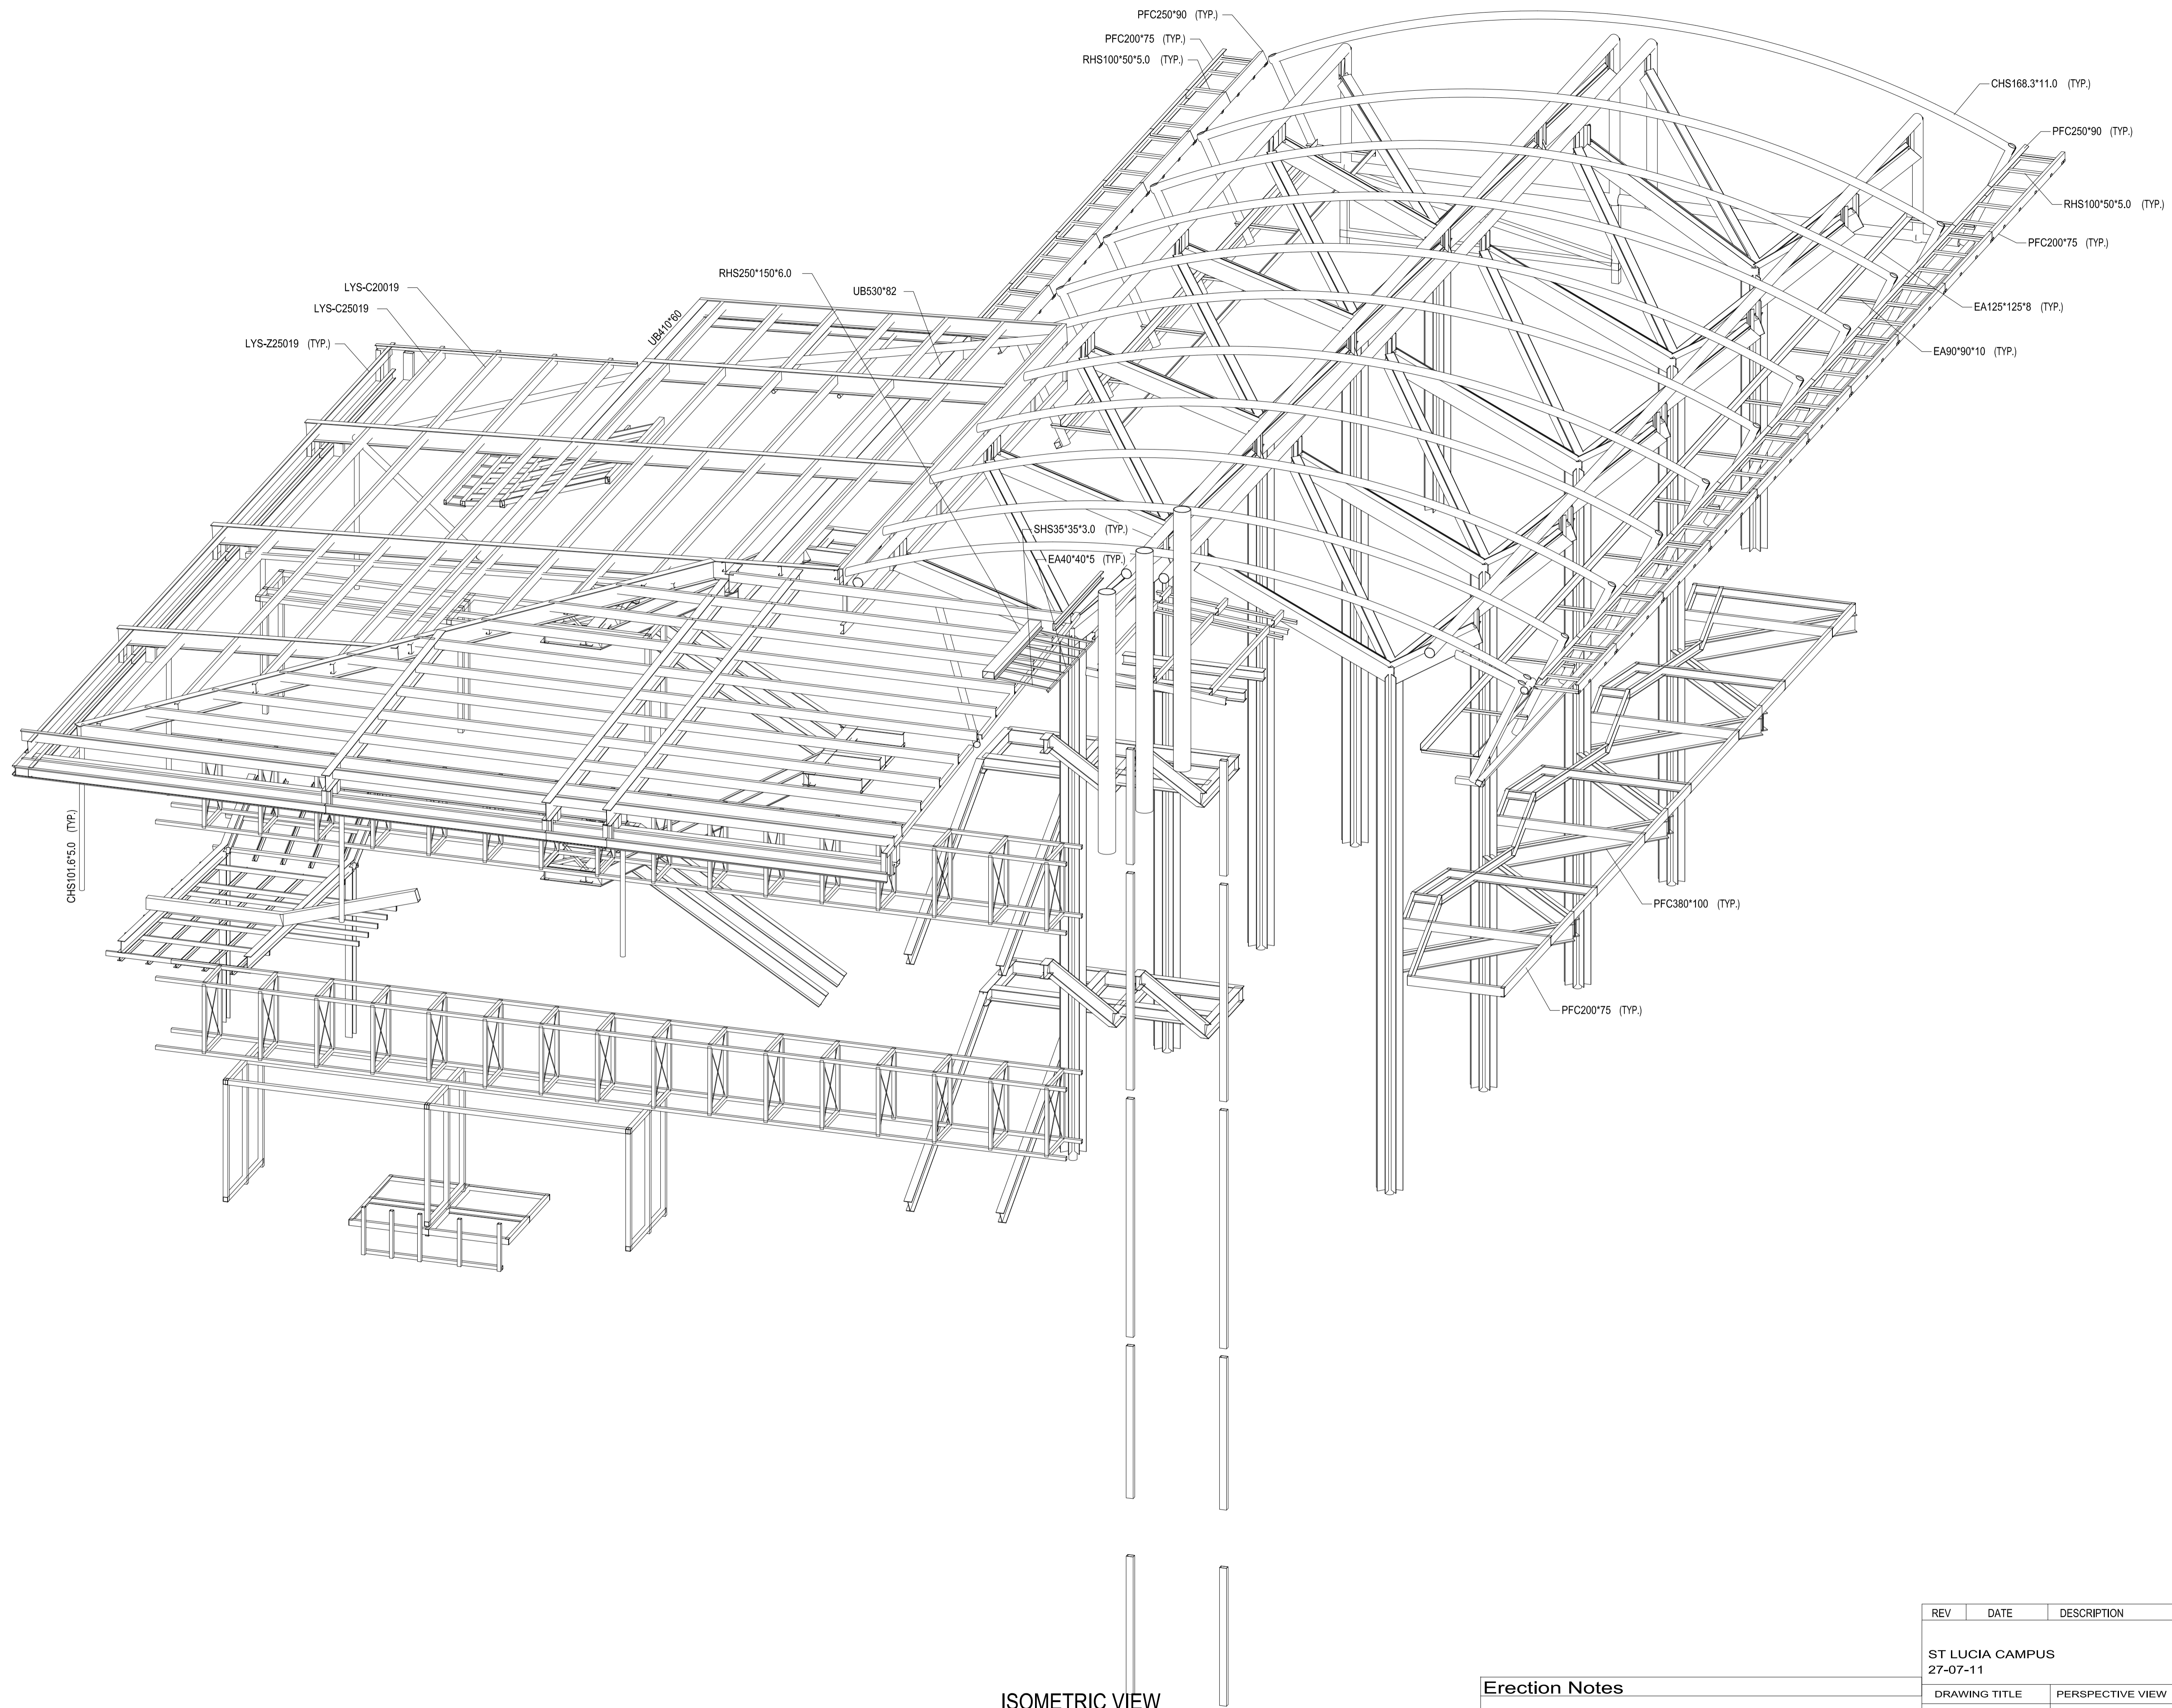 PFC250*90 (TYP.)
PFC200*75 (TYP.)
RHS100*50*5.0 (TYP.)
CHS168.3*11.0 (TYP.)
PFC250*90 (TYP.)
RHS100*50*5.0 (TYP.)
PFC200*75 (TYP.)
RHS250*150*6.0
UB530*82
LYS-C20019
LYS-C25019
UB410*60
LYS-Z25019 (TYP.)
EA125*125*8 (TYP.)
EA90*90*10 (TYP.)
SHS35*35*3.0 (TYP.)
EA40*40*5 (TYP.)
CHS101.6*5.0 (TYP.)
PFC380*100 (TYP.)
PFC200*75 (TYP.)
ISOMETRIC VIEW
Erection Notes
REV DATE DESCRIPTION
ST LUCIA CAMPUS
27-07-11
DRAWING TITLE PERSPECTIVE VIEW